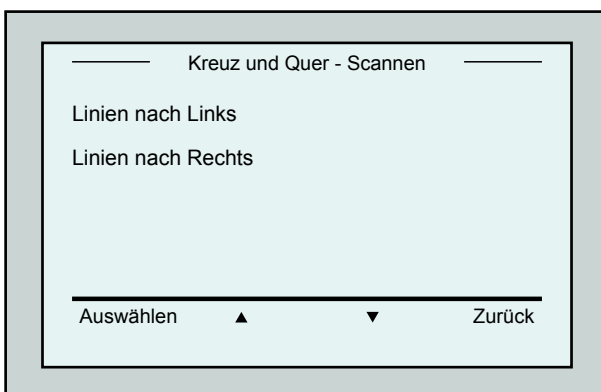 Kreuz und Quer - Scannen
Linien nach Links
Linien nach Rechts
Auswählen ▲ ▼ Zurück